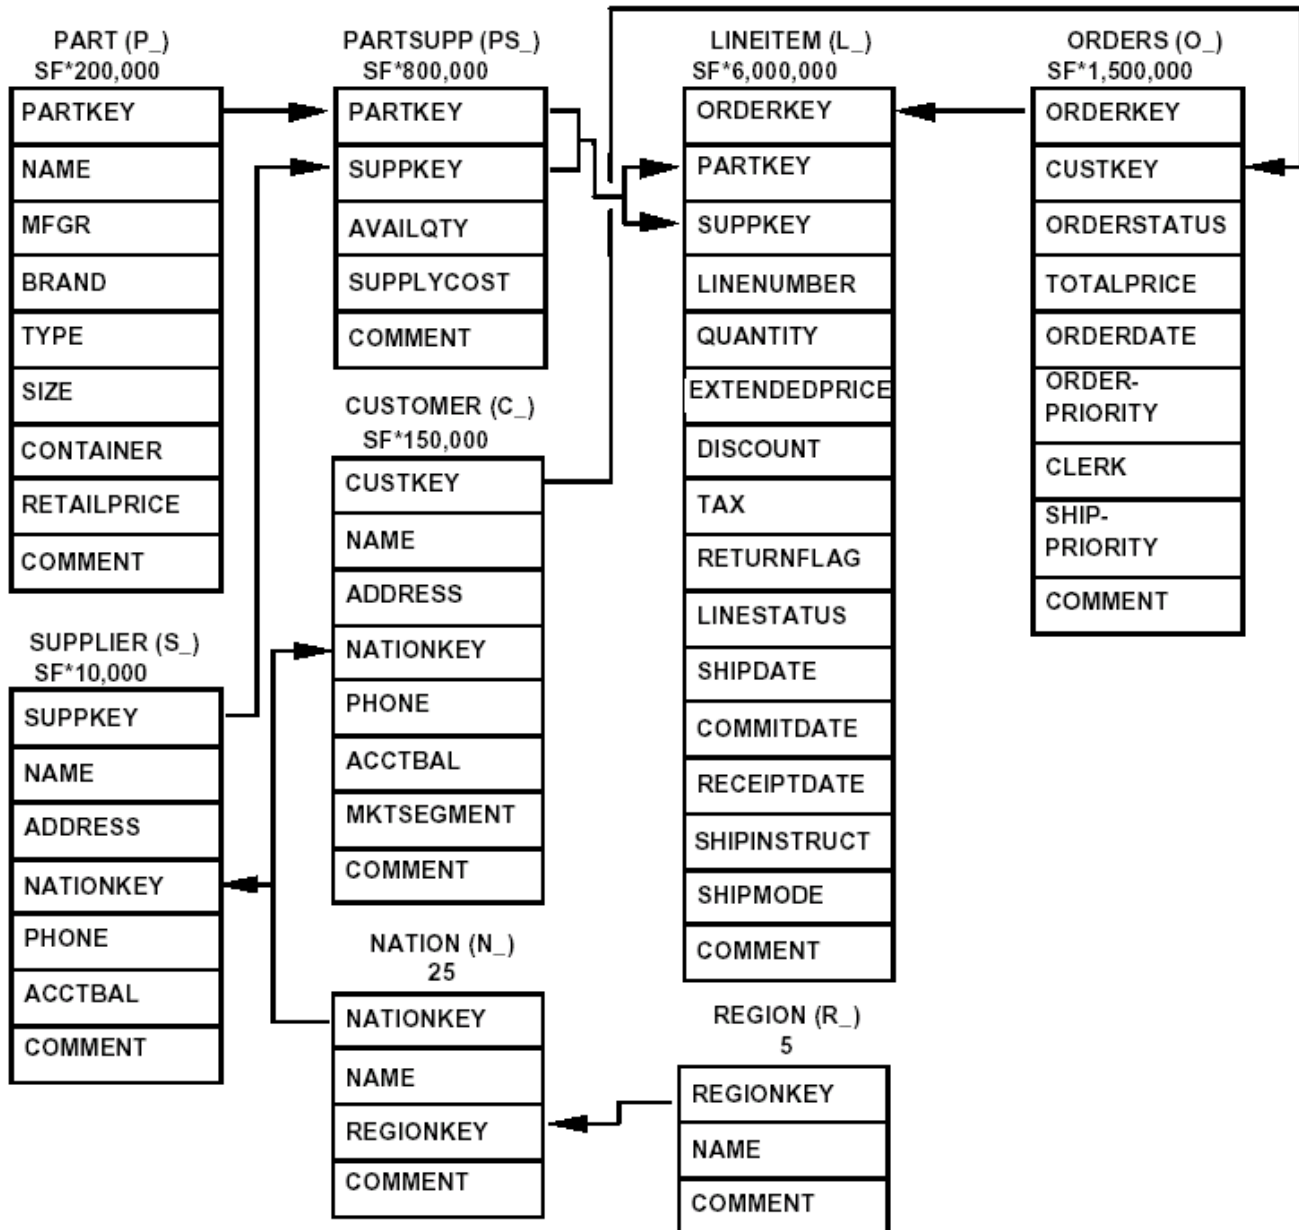 PART (P_)
SF*200,000
PARTKEY
NAME
MFGR
BRAND
TYPE
SIZE
CONTAINER
RETAILPRICE
COMMENT
SUPPLIER (S_)
SF*10,000
SUPPKEY
NAME
ADDRESS
NATIONKEY
PHONE
ACCTBAL
COMMENT
PARTSUPP (PS_)
SF*800,000
PARTKEY
SUPPKEY
AVAILQTY
SUPPLYCOST
COMMENT
CUSTOMER (C_)
SF*150,000
CUSTKEY
NAME
ADDRESS
NATIONKEY
PHONE
ACCTBAL
MKTSEGMENT
COMMENT
NATION (N_)
25
NATIONKEY
NAME
REGIONKEY
COMMENT
LINEITEM (L_)
SF*6,000,000
ORDERKEY
PARTKEY
SUPPKEY
LINENUMBER
QUANTITY
EXTENDEDPRICE
DISCOUNT
TAX
RETURNFLAG
LINESTATUS
SHIPDATE
COMMITDATE
RECEIPTDATE
SHIPINSTRUCT
SHIPMODE
COMMENT
REGION (R_)
5
REGIONKEY
NAME
COMMENT
ORDERS (O_)
SF*1,500,000
ORDERKEY
CUSTKEY
ORDERSTATUS
TOTALPRICE
ORDERDATE
ORDER-
PRIORITY
CLERK
SHIP-
PRIORITY
COMMENT